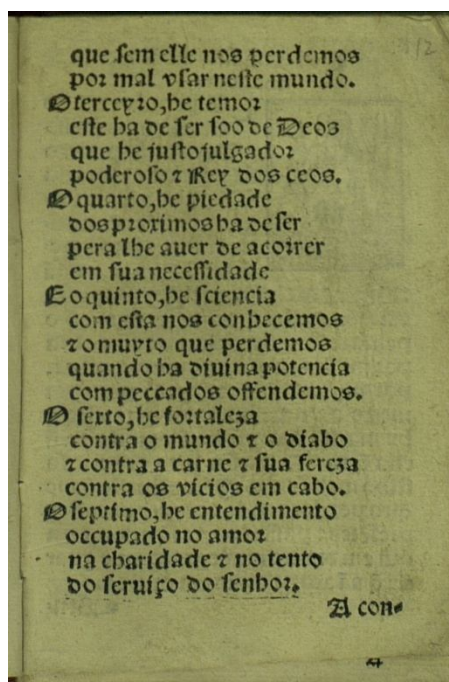 12
que sem elle nos perdemos
por mal vsar neste mundo.
O terceyro, he temor
este ha de ser soo de Deos
que he justo julgador
poderoso ⁊ Rey dos ceos.
O quarto, he piedade
dos proximos ha de ser
pera lhe auer de acorrer
em sua necessidade
E o quinto, he sciencia
com esta nos conhecemos
⁊ o muyto que perdemos
quando ha diuina potencia
com peccados offendemos.
O sexto, he fortaleza
contra o mundo ⁊ o diabo
⁊ contra a carne ⁊ sua fereza
contra os vicios em cabo.
O septimo, he entendimento
occupado no amor
na charidade ⁊ no tento
do seruiço do senhor.
A con-